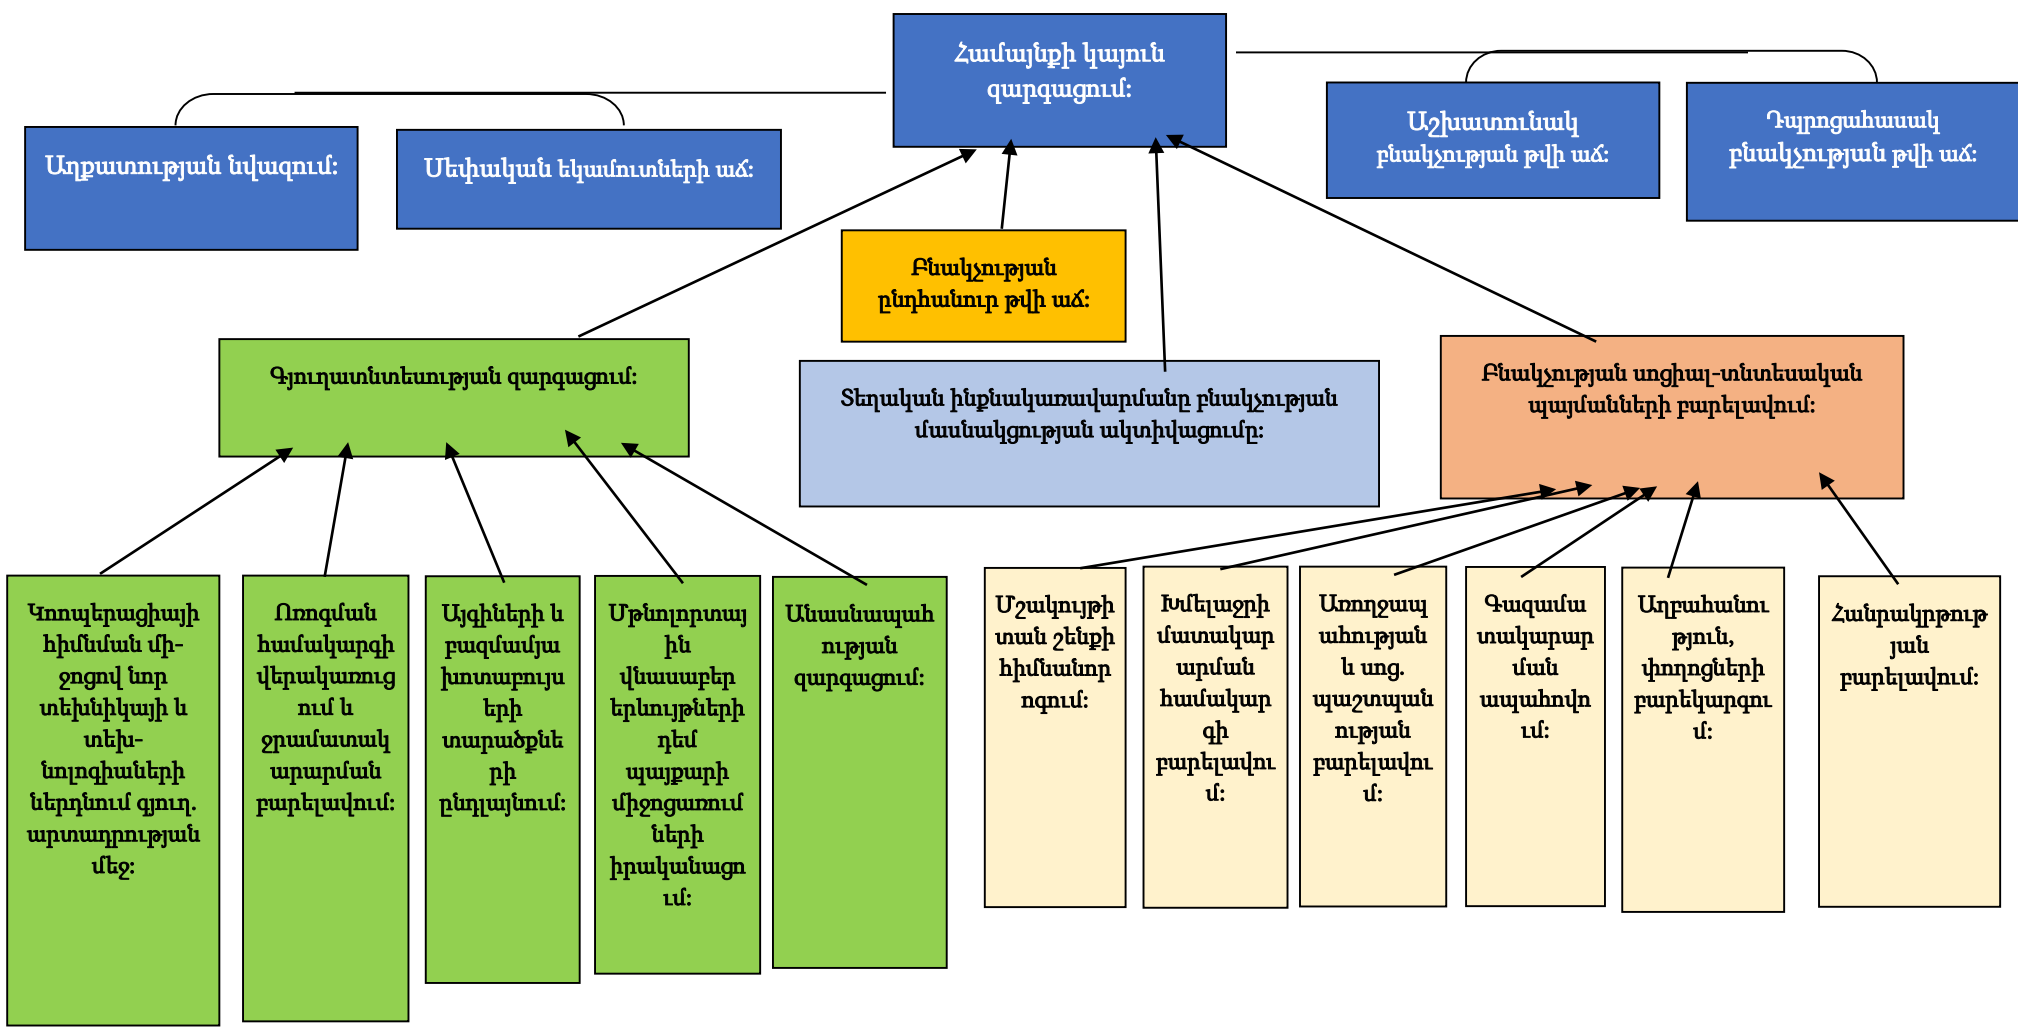 Համայնքի կայուն
զարգացում:
Աղքատության նվազում:
Սեփական եկամուտների աճ:
Աշխատունակ
բնակչության թվի աճ:
Դպրոցահասակ
բնակչության թվի աճ:
Բնակչության
ընդհանուր թվի աճ:
Գյուղատնտեսության զարգացում:
Տեղական ինքնակառավարմանը բնակչության
մասնակցության ակտիվացումը:
Բնակչության սոցիալ-տնտեսական
պայմանների բարելավում:
Կոոպերացիայի
հիմնման մի-
ջոցով նոր
տեխնիկայի և
տեխ-
նոլոգիաների
ներդնում գյուղ.
արտադրության
մեջ:
Ոռոգման
համակարգի
վերակառուց
ում և
ջրամատակ
արարման
բարելավում:
Այգիների և
բազմամյա
խոտաբույս
երի
տարածքնե
րի
ընդլայնում:
Մթնոլորտայ
ին
վնասաբեր
երևույթների
դեմ
պայքարի
միջոցառում
ների
իրականացո
ւմ:
Անասնապահ
ության
զարգացում:
Մշակույթի
տան շենքի
հիմնանոր
ոգում:
Խմելաջրի
մատակար
արման
համակար
գի
բարելավու
մ:
Առողջապ
ահության
և սոց.
պաշտպան
ության
բարելավու
մ:
Գազամա
տակարար
ման
ապահովո
ւմ:
Աղբահանու
թյուն,
փողոցների
բարեկարգու
մ:
Հանրակրթութ
յան
բարելավում: